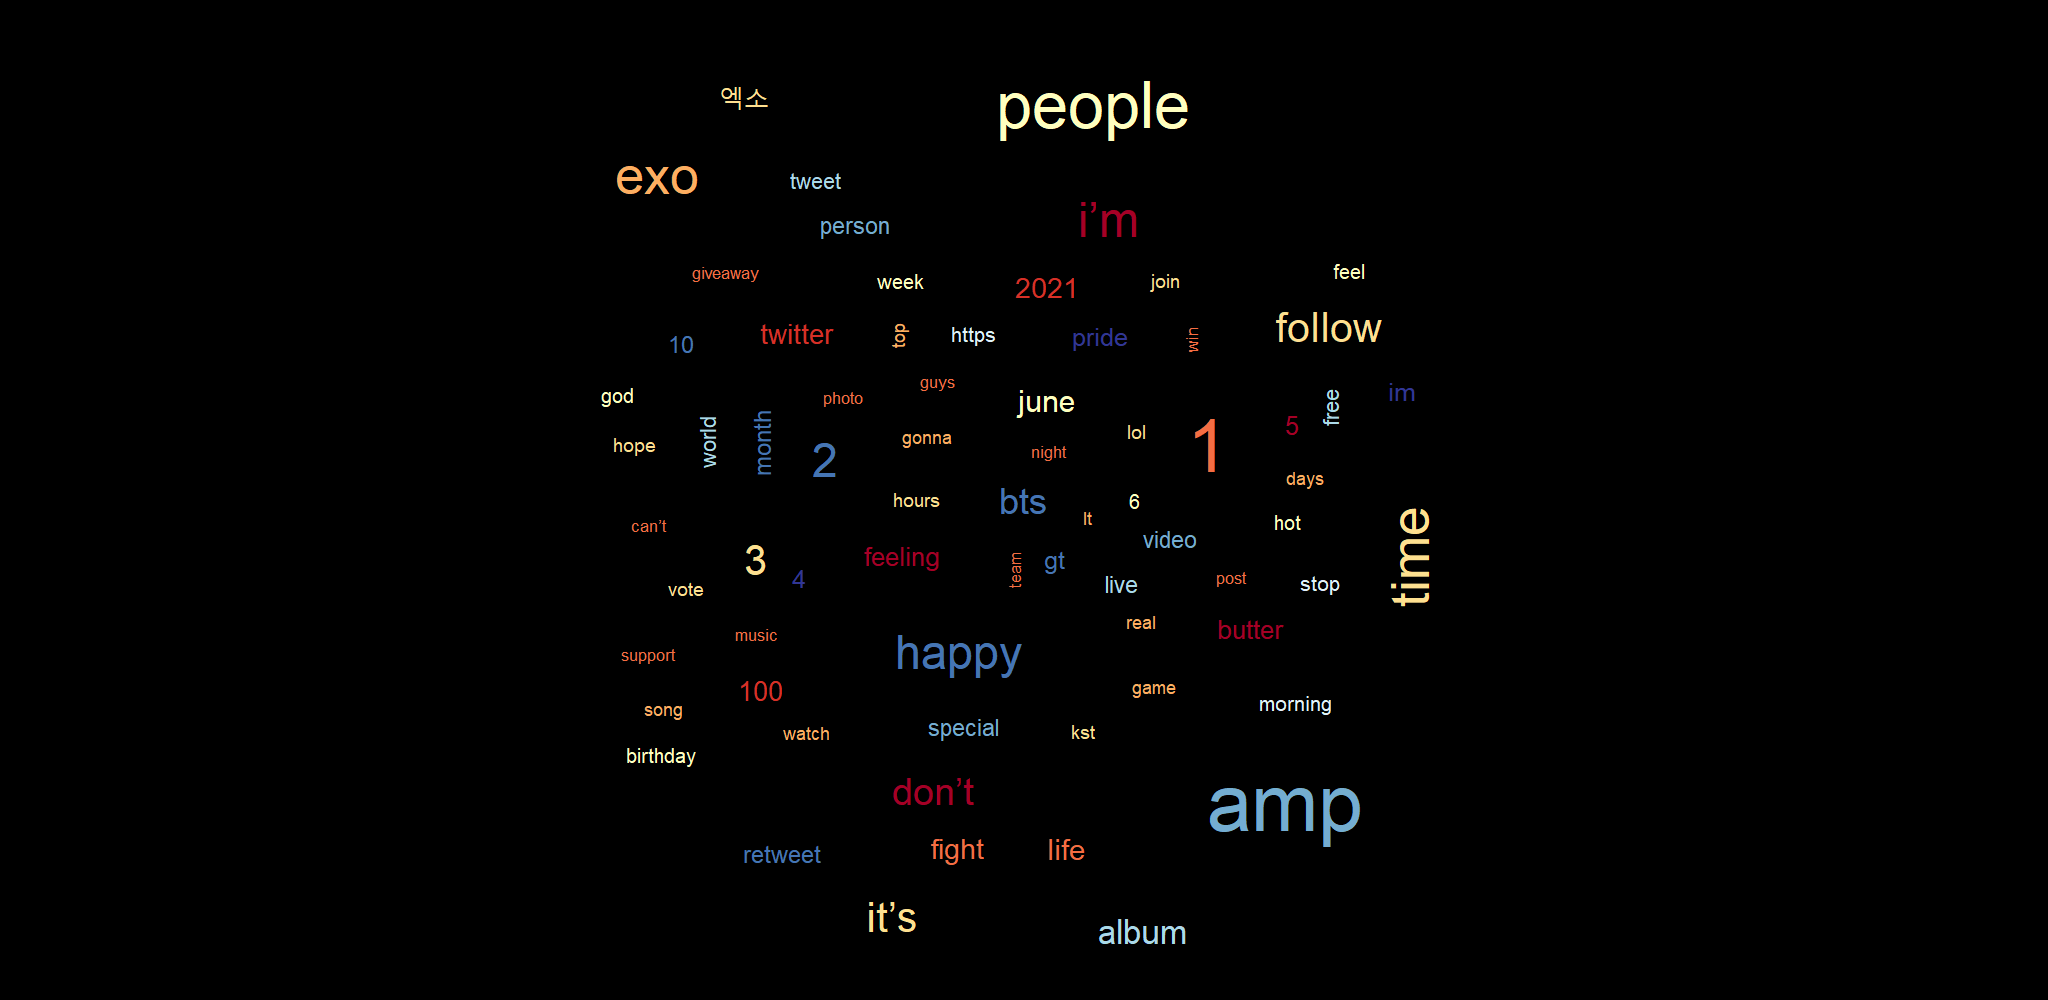 엑소
people
exo
tweet
i’m
person
giveaway
week
2021
join
feel
10
twitter
top
https
pride
win
follow
god
photo
guys
june
free
im
hope
world
month
2
gonna
night
lol
1
5
days
hours
bts
lt
6
video
hot
time
can’t
3
4
feeling
team
gt
live
post
stop
vote
music
real
butter
support
happy
100
game
morning
song
watch
special
kst
birthday
don’t
amp
retweet
fight
life
it’s
album